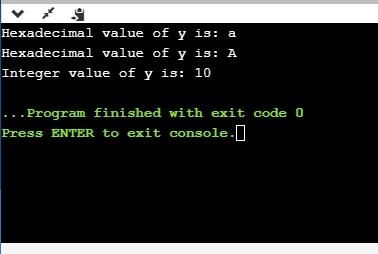 Hexadecimal value of y is: a
Hexadecimal value of y is: A
Integer value of y is: 10
...Program finished with exit code 0
Press ENTER to exit console.